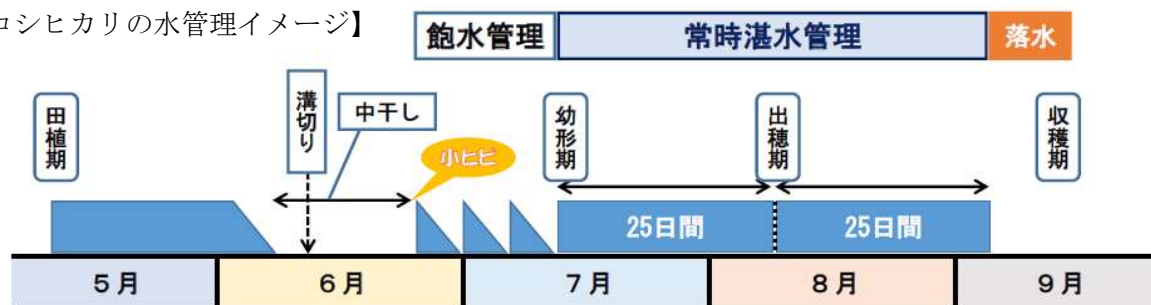 コシヒカリの水管理イメージ】
飽水管理
常時湛水管理
落水
田植期
溝切り
中干し
小ヒビ
幼形期
出穂期
収穫期
25日間
25日間
5月
6月
7月
8月
9月